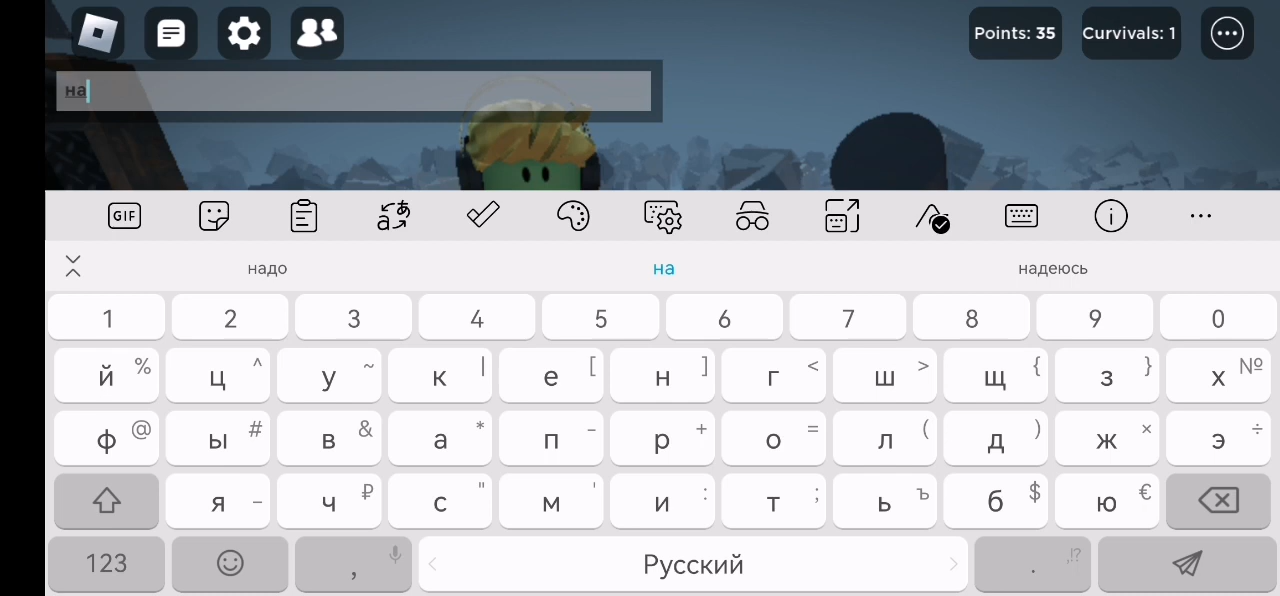 Points: 35
Curvivals: 1
на
GIF
надо
на
надеюсь
1 2 3 4 5 6 7 8 9 0
й % ц ^ у ~ к | е [ н ] г < ш > щ { з } х №
ф @ ы # в & а * п - р + о = л ( д ) ж × э ÷
я _ ч ₽ с " м ' и : т ; ь ъ б $ ю €
123 , Русский . ,!?